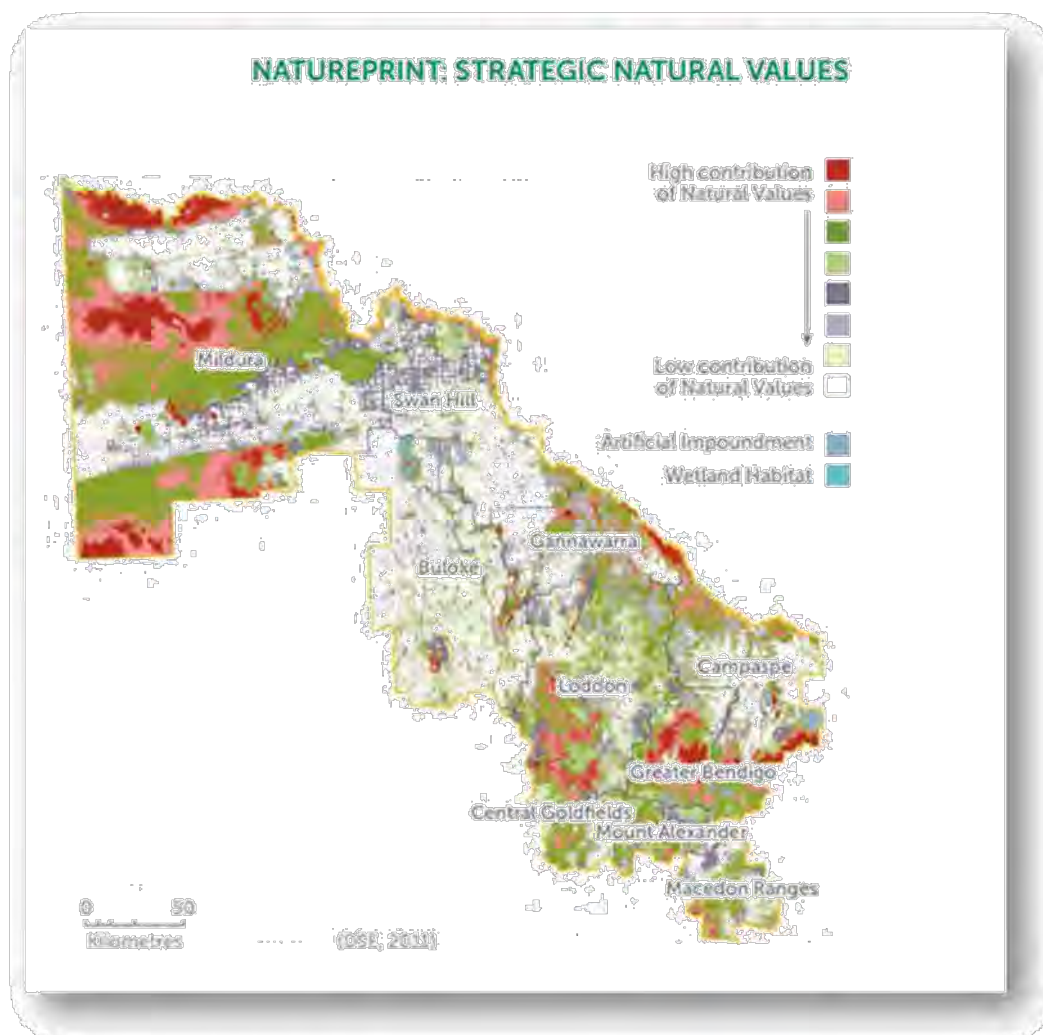 NATUREPRINT: STRATEGIC NATURAL VALUES
High contribution
of Natural Values
Low contribution
of Natural Values
Artificial Impoundment
Wetland Habitat
Mildura
Swan Hill
Gannawarra
Buloke
Campaspe
Loddon
Greater Bendigo
Central Goldfields
Mount Alexander
Macedon Ranges
0 50
Kilometres
(DSE, 2011)